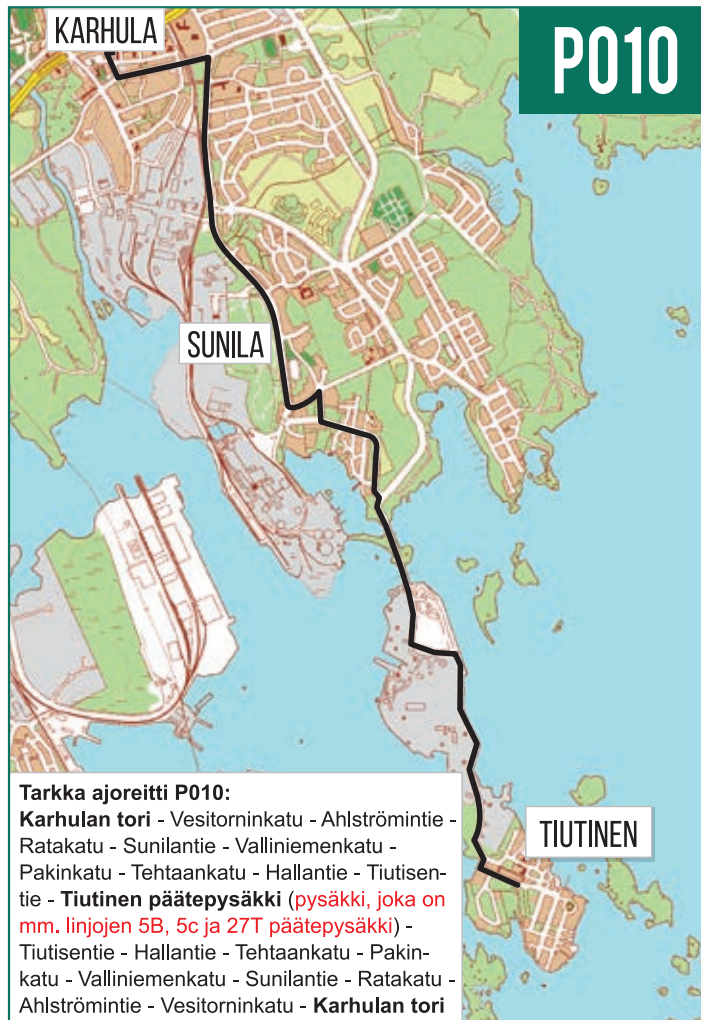 KARHULA
P010
SUNILA
TIUTINEN
Tarkka ajoreitti P010:
Karhulan tori - Vesitorninkatu - Ahlströmintie -
Ratakatu - Sunilantie - Valliniemenkatu -
Pakinkatu - Tehtaankatu - Hallantie - Tiutisen-
tie - Tiutinen päätepysäkki (pysäkki, joka on
mm. linjojen 5B, 5c ja 27T päätepysäkki) -
Tiutisentie - Hallantie - Tehtaankatu - Pakin-
katu - Valliniemenkatu - Sunilantie - Ratakatu -
Ahlströmintie - Vesitorninkatu - Karhulan tori